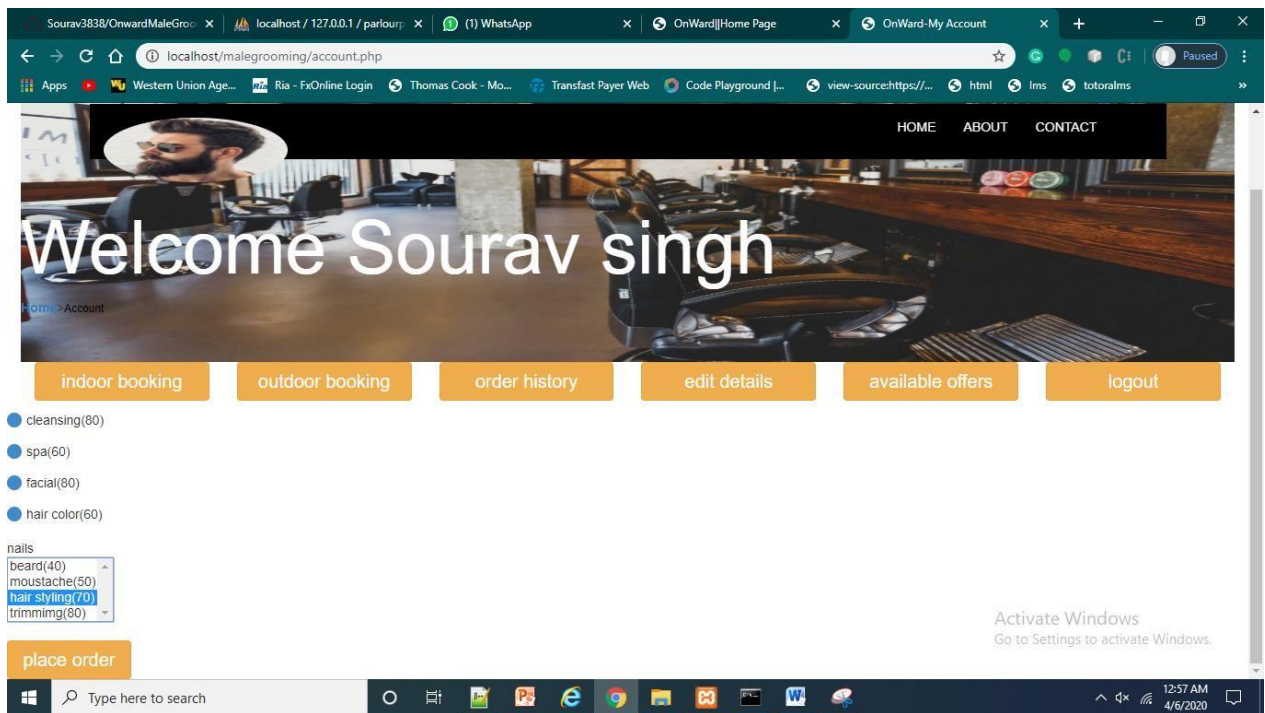 Sourav3838/OnwardMaleGroo
localhost / 127.0.0.1 / parlourp
(1) WhatsApp
OnWard||Home Page
OnWard-My Account
localhost/malegrooming/account.php
Paused
Apps
Western Union Age...
Ria - FxOnline Login
Thomas Cook - Mo...
Transfast Payer Web
Code Playground |...
view-source:https://...
html
lms
totoralms
»
HOME ABOUT CONTACT
Welcome Sourav singh
Home>Account
indoor booking
outdoor booking
order history
edit details
available offers
logout
cleansing(80)
spa(60)
facial(80)
hair color(60)
nails
beard(40)
moustache(50)
hair styling(70)
trimmimg(80)
place order
Activate Windows
Go to Settings to activate Windows.
Type here to search
12:57 AM
4/6/2020